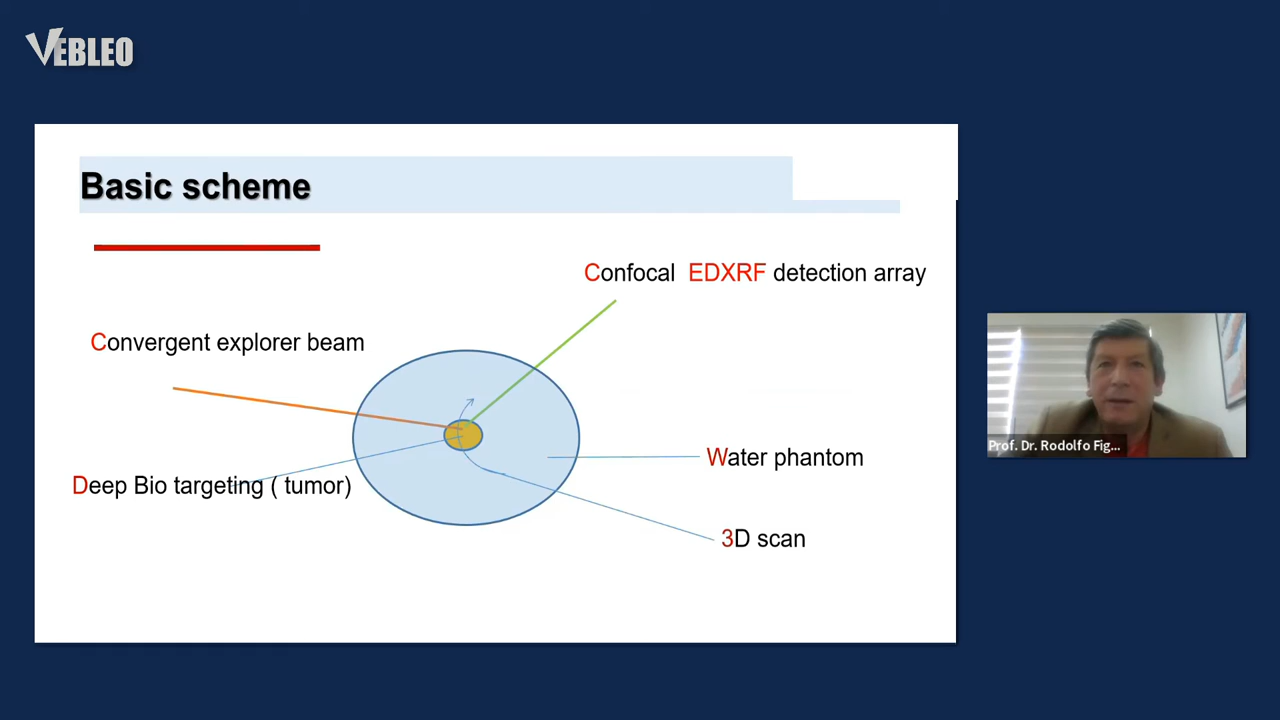 VEBLEO
Basic scheme
Confocal EDXRF detection array
Convergent explorer beam
Deep Bio targeting ( tumor)
Water phantom
3D scan
Prof. Dr. Rodolfo Fig...